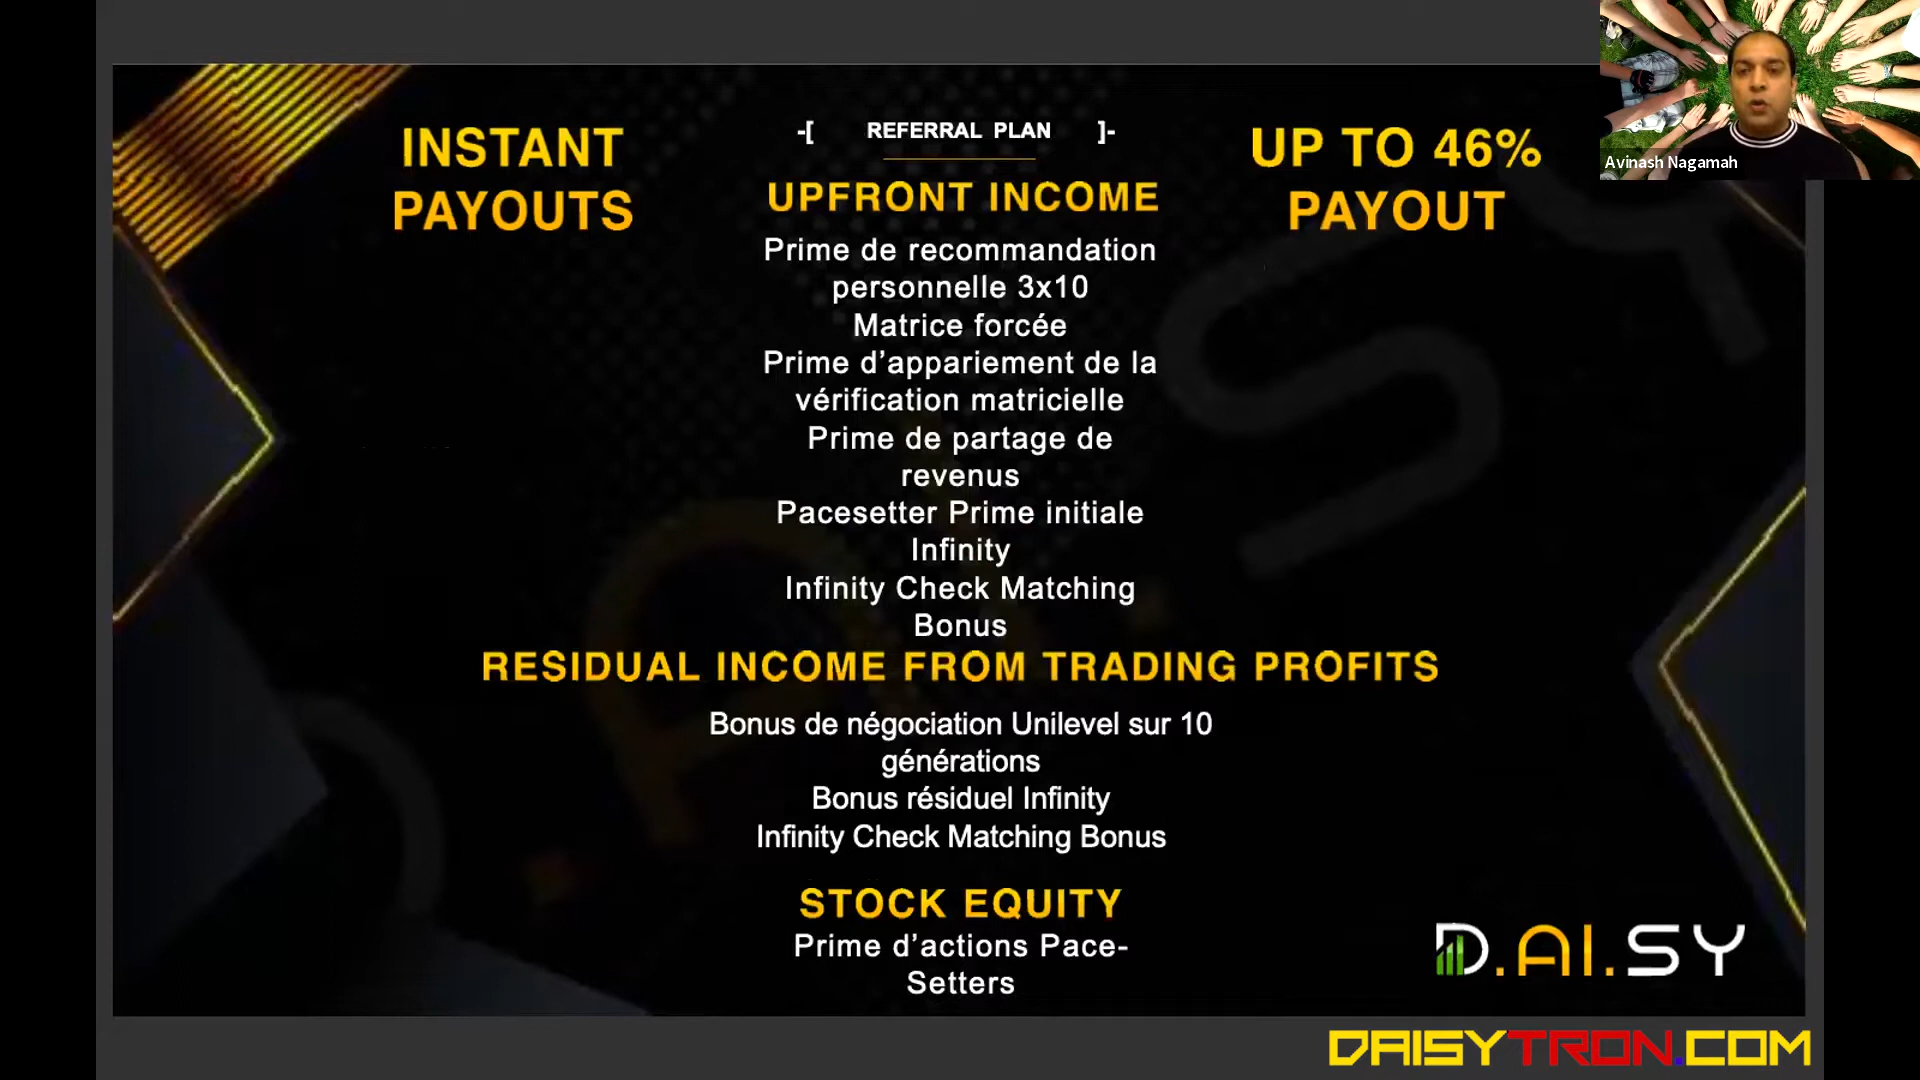 INSTANT
PAYOUTS
-[ REFERRAL PLAN ]-
UP TO 46%
PAYOUT
Avinash Nagamah
UPFRONT INCOME
Prime de recommandation
personnelle 3x10
Matrice forcée
Prime d’appariement de la
vérification matricielle
Prime de partage de
revenus
Pacesetter Prime initiale
Infinity
Infinity Check Matching
Bonus
RESIDUAL INCOME FROM TRADING PROFITS
Bonus de négociation Unilevel sur 10
générations
Bonus résiduel Infinity
Infinity Check Matching Bonus
STOCK EQUITY
Prime d’actions Pace-
Setters
D.AI.SY
DAISYTRON.COM